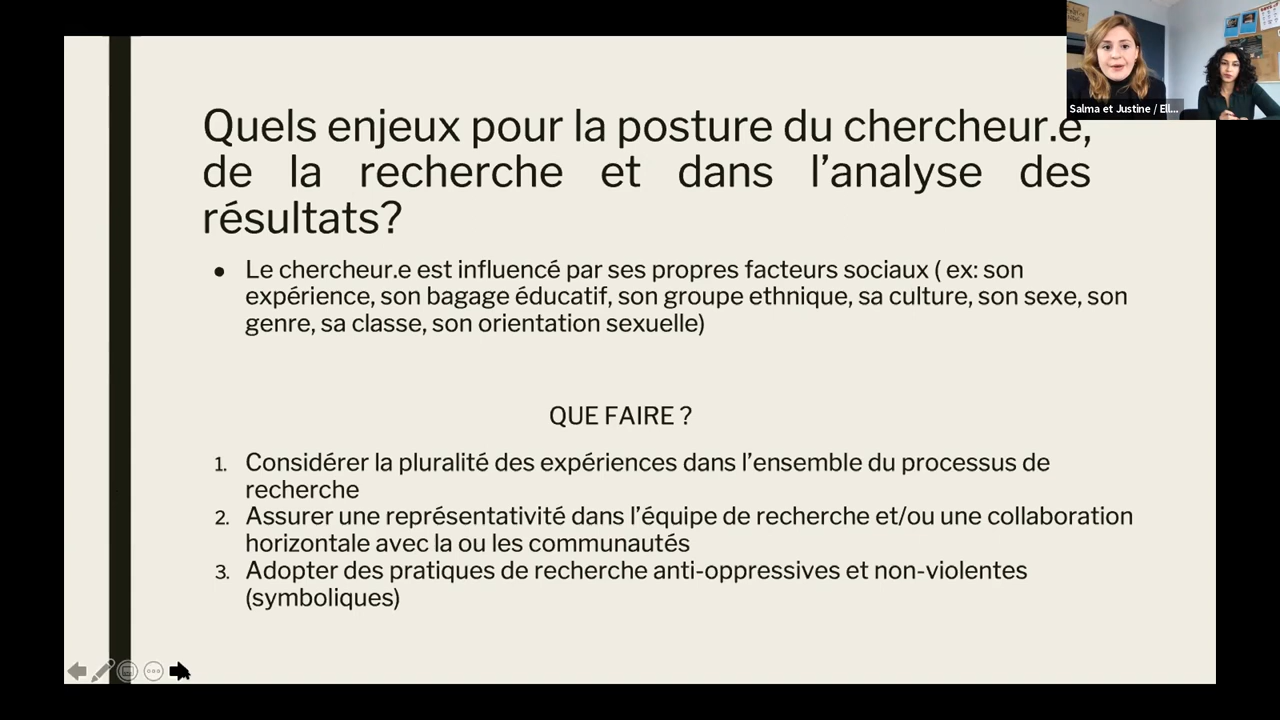 Salma et Justine / Ell...
Quels enjeux pour la posture du chercheur.e,
de la recherche et dans l’analyse des
résultats?
● Le chercheur.e est influencé par ses propres facteurs sociaux ( ex: son
expérience, son bagage éducatif, son groupe ethnique, sa culture, son sexe, son
genre, sa classe, son orientation sexuelle)
QUE FAIRE ?
1. Considérer la pluralité des expériences dans l’ensemble du processus de
recherche
2. Assurer une représentativité dans l’équipe de recherche et/ou une collaboration
horizontale avec la ou les communautés
3. Adopter des pratiques de recherche anti-oppressives et non-violentes
(symboliques)